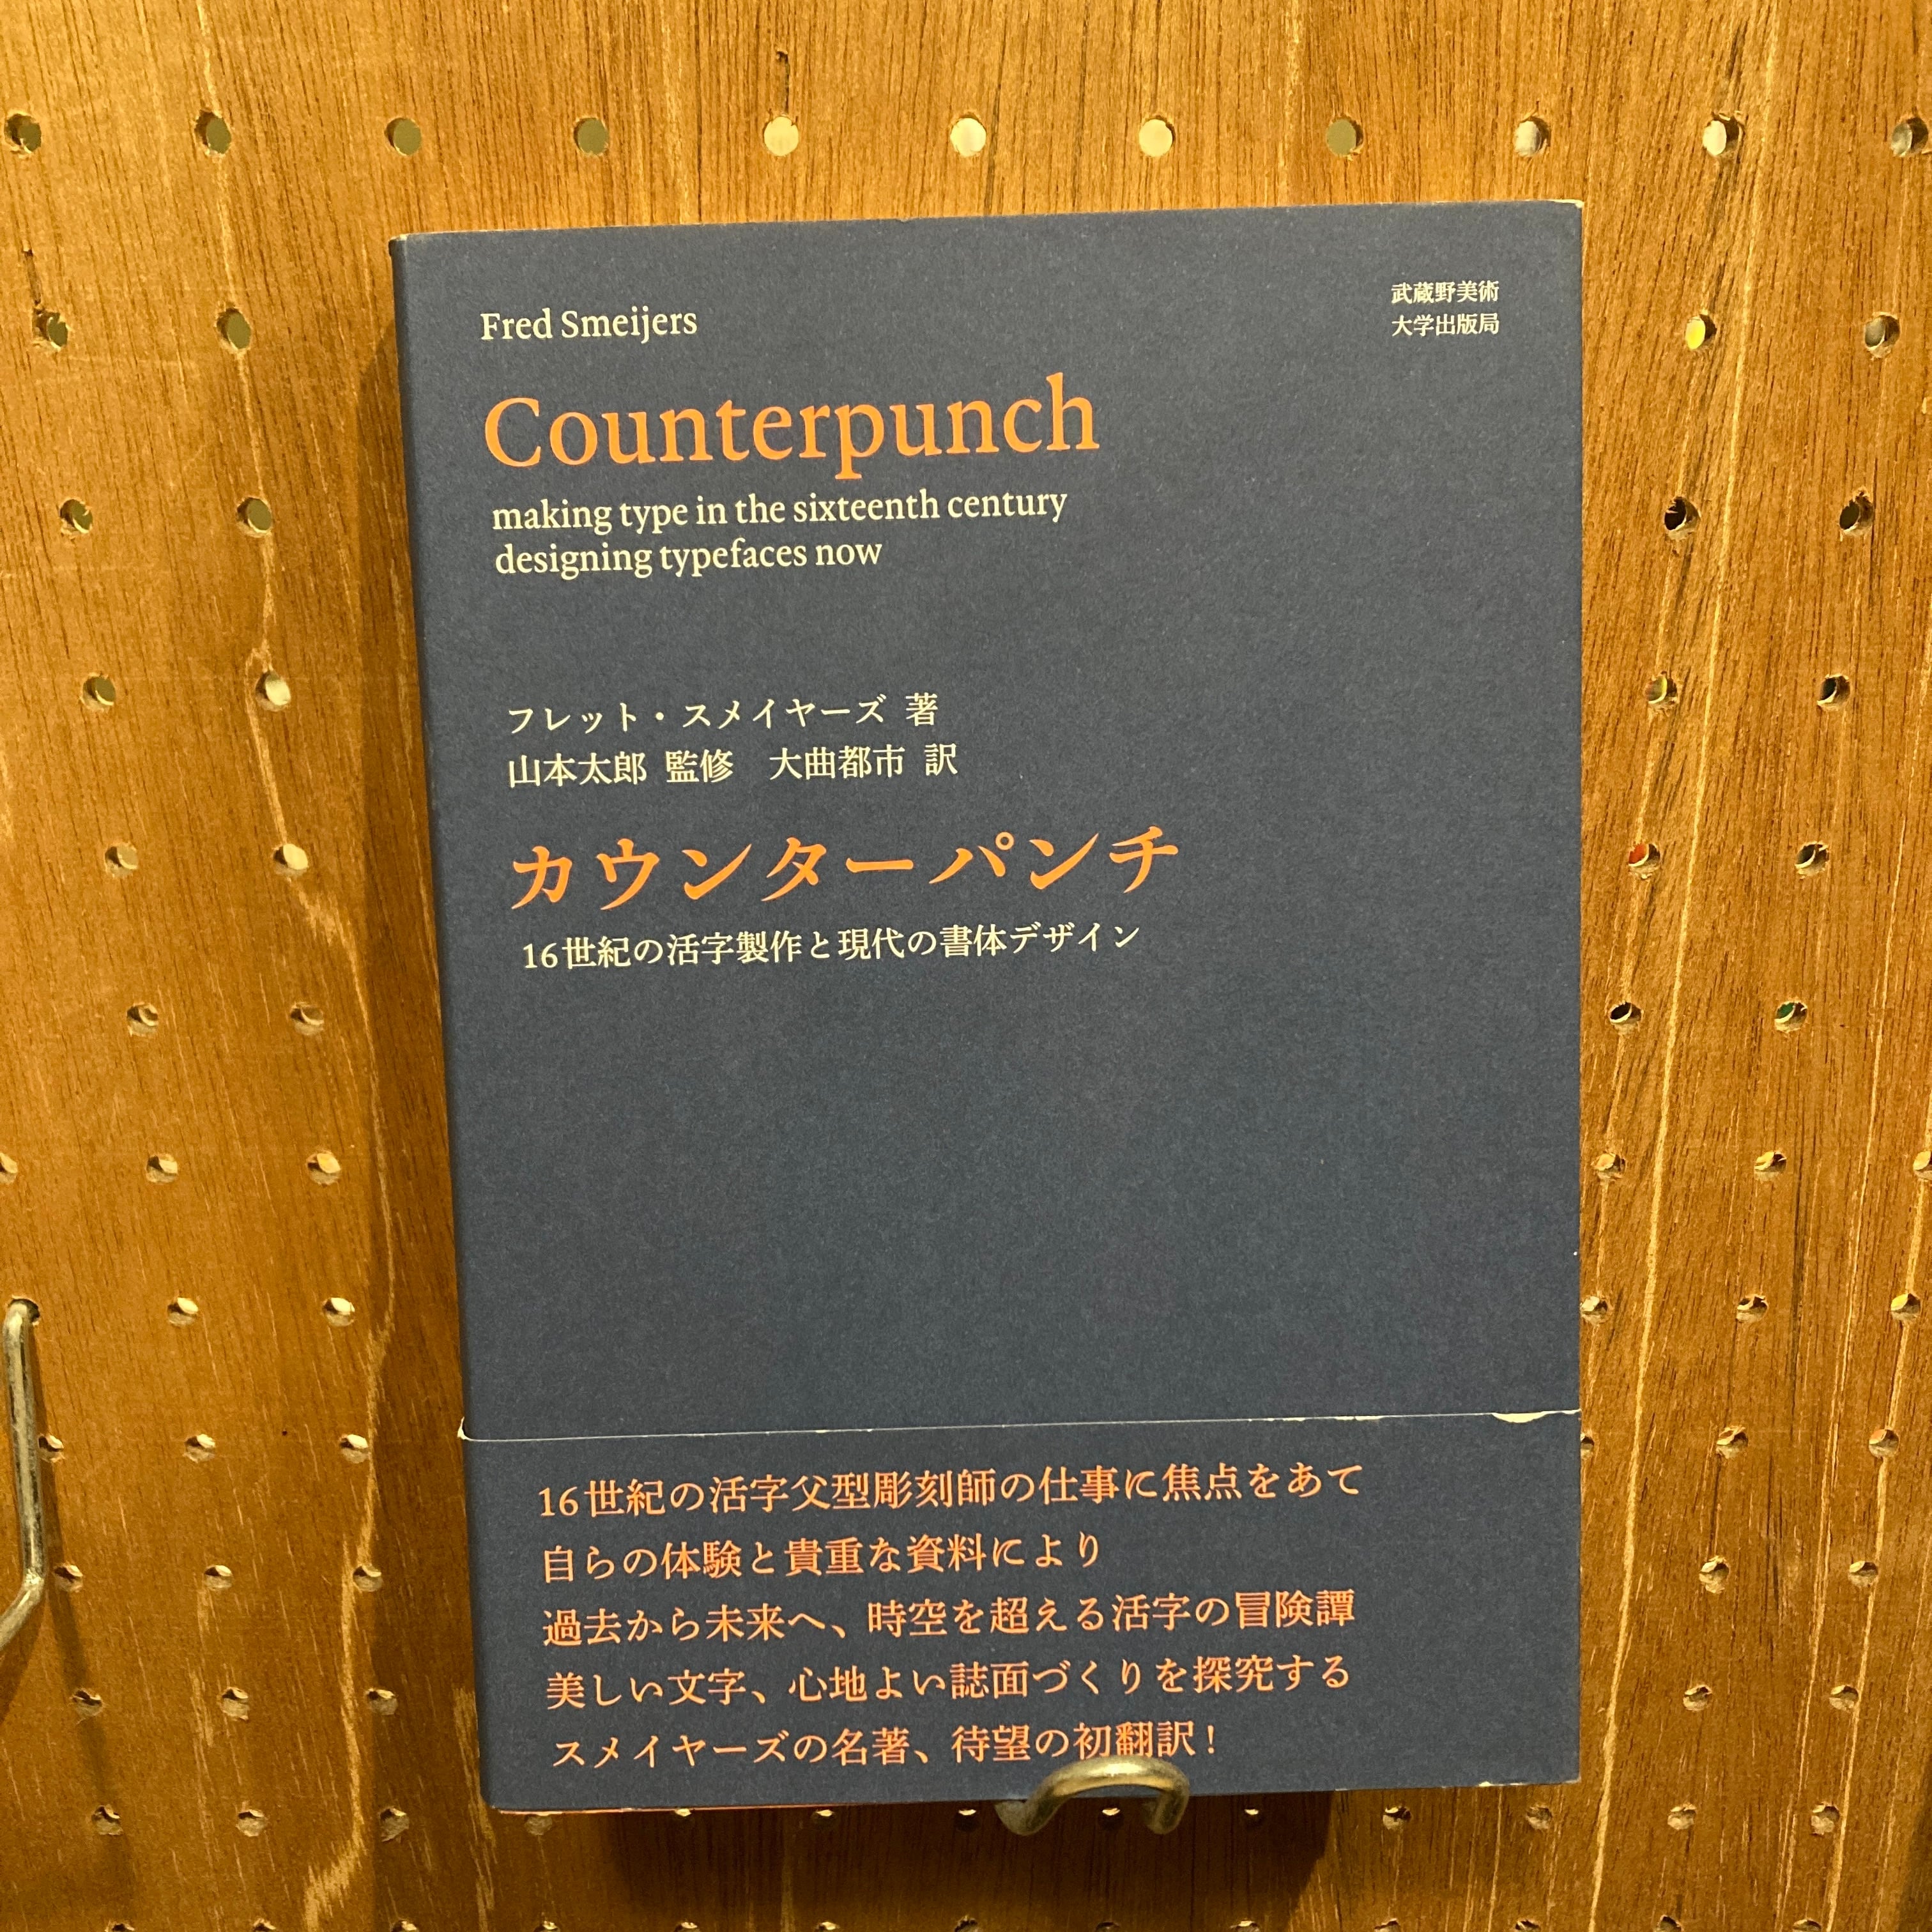 Fred Smeijers
武蔵野美術
大学出版局
Counterpunch
making type in the sixteenth century
designing typefaces now
フレット・スメイヤーズ 著
山本太郎 監修　大曲都市 訳
カウンターパンチ
16世紀の活字製作と現代の書体デザイン
16世紀の活字父型彫刻師の仕事に焦点をあて
自らの体験と貴重な資料により
過去から未来へ、時空を超える活字の冒険譚
美しい文字、心地よい誌面づくりを探究する
スメイヤーズの名著、待望の初翻訳！